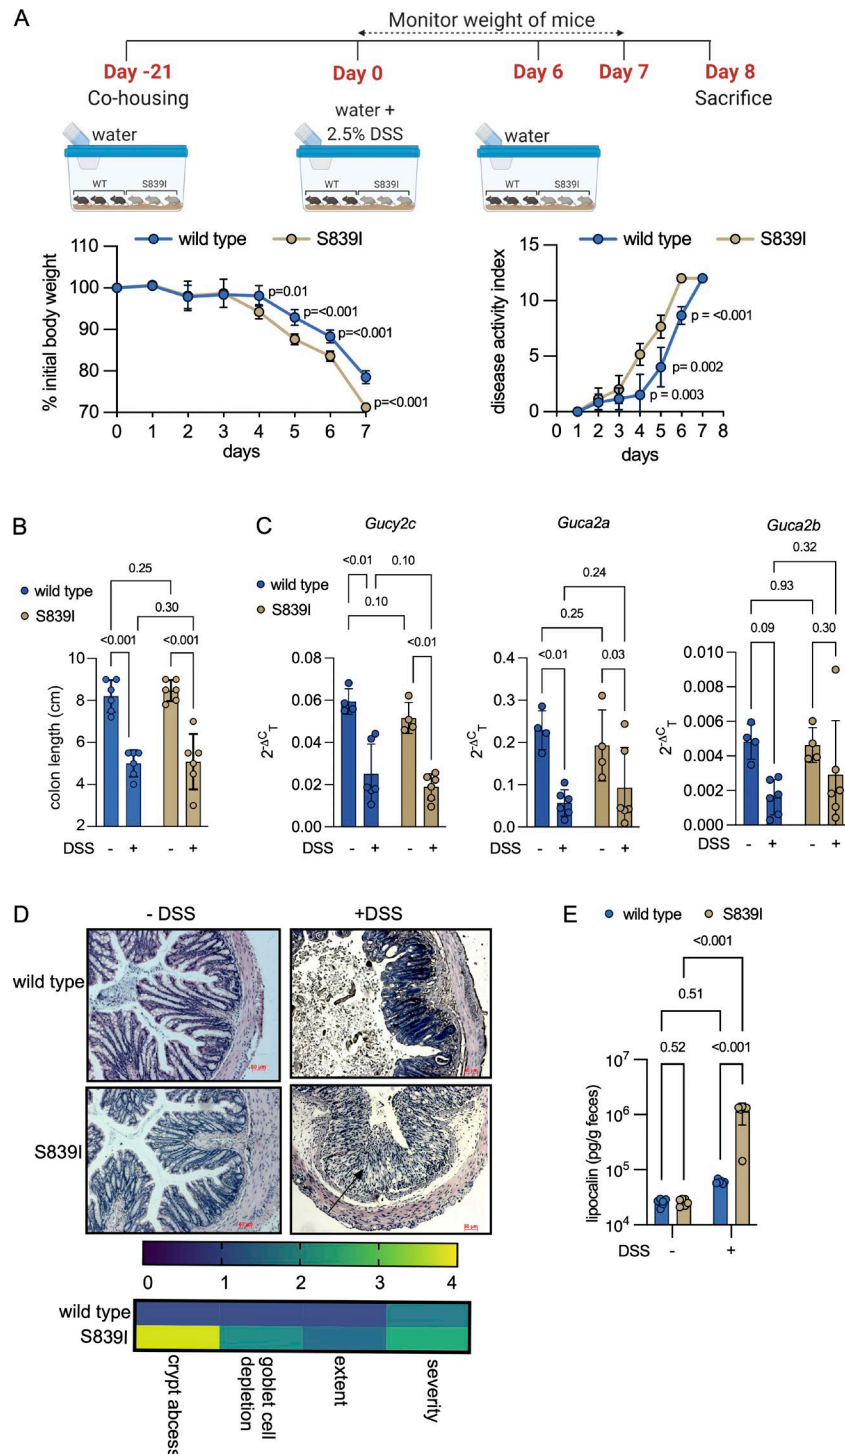 A
Monitor weight of mice
Day -21
Day 0
Day 6
Day 7
Day 8
Co-housing
water +
2.5% DSS
Sacrifice
water
water
WT
S839I
WT
S839I
WT
S839I
wild type
S839I
% initial body weight
110
100
90
80
70
p=0.01
p=<0.001
p=<0.001
p=<0.001
0 1 2 3 4 5 6 7
days
wild type
S839I
disease activity index
15
10
5
0
p = <0.001
p= 0.002
p = 0.003
0 1 2 3 4 5 6 7 8
days
B
wild type
S839I
0.25
0.30
<0.001
<0.001
colon length (cm)
10
8
6
4
2
DSS - + - +
C
wild type
S839I
Gucy2c
<0.01
0.10
0.10
<0.01
2-ΔCT
0.08
0.06
0.04
0.02
0.00
DSS - + - +
Guca2a
0.24
0.25
<0.01
0.03
2-ΔCT
0.4
0.3
0.2
0.1
0.0
DSS - + - +
Guca2b
0.32
0.93
0.09
0.30
2-ΔCT
0.010
0.008
0.006
0.004
0.002
0.000
DSS - + - +
D
- DSS
+DSS
wild type
S839I
0 1 2 3 4
wild type
S839I
crypt abcess
goblet cell
depletion
extent
severity
E
wild type
S839I
<0.001
0.51
0.52
<0.001
lipocalin (pg/g feces)
10⁷
10⁶
10⁵
10⁴
DSS - +